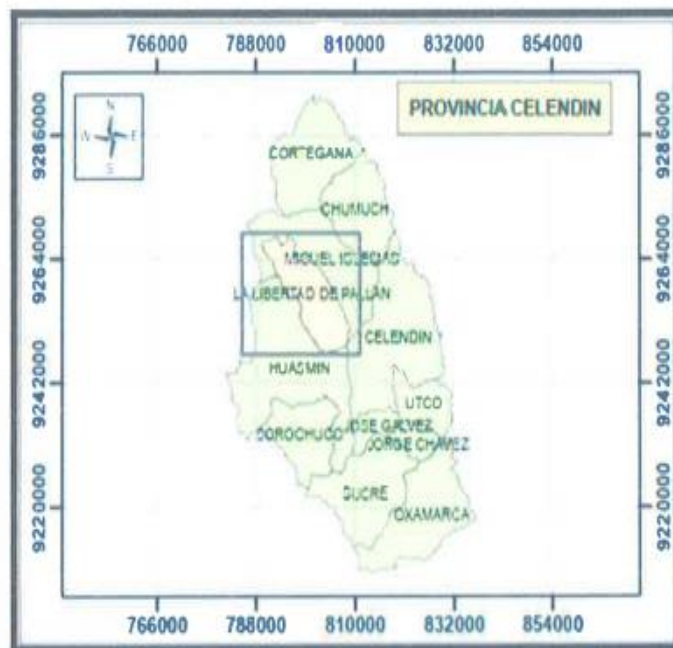 766000 788000 810000 832000 854000
PROVINCIA CELENDIN
N
W E
S
9286000 9286000
CORTEGANA
CHUMUCH
9264000 9264000
MIGUEL IGLESIAS
LA LIBERTAD DE PALLAN
CELENDIN
HUASMIN
9242000 9242000
UTCO
JOSE GALVEZ
SOROCHUCO
JORGE CHAVEZ
SUCRE
9220000 9220000
OXAMARCA
766000 788000 810000 832000 854000